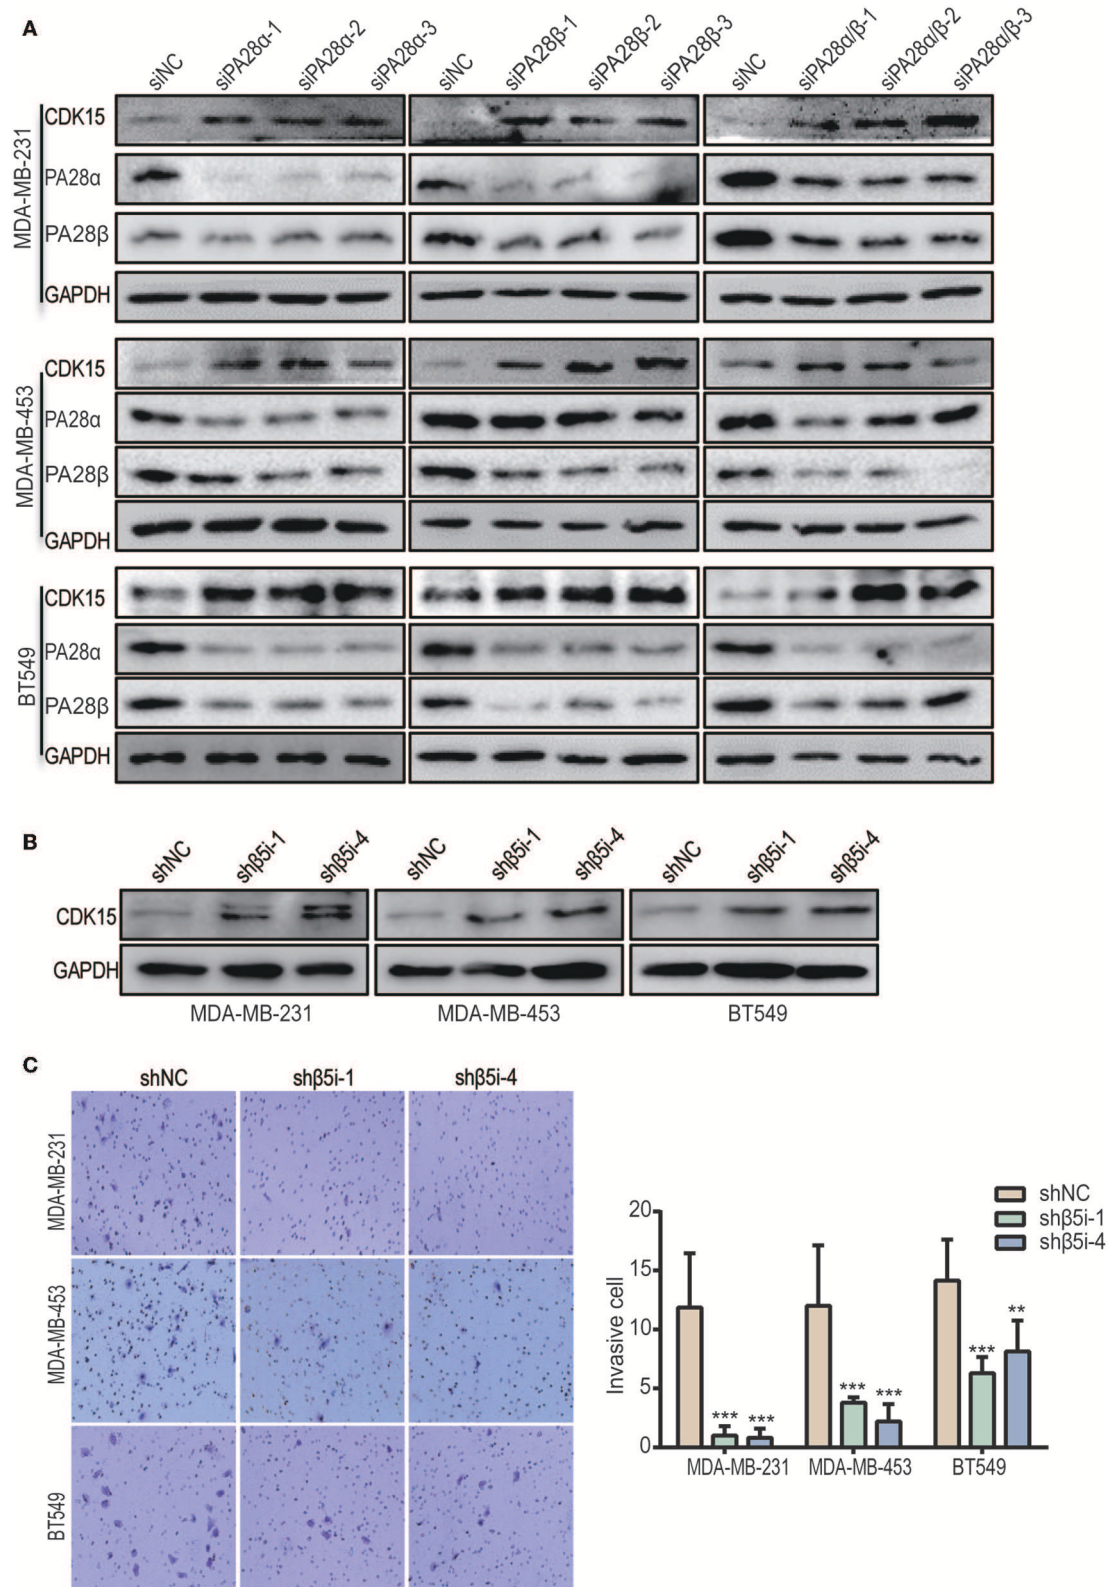 A
siNC siPA28α-1 siPA28α-2 siPA28α-3 siNC siPA28β-1 siPA28β-2 siPA28β-3 siNC siPA28α/β-1 siPA28α/β-2 siPA28α/β-3
MDA-MB-231
CDK15
PA28α
PA28β
GAPDH
MDA-MB-453
CDK15
PA28α
PA28β
GAPDH
BT549
CDK15
PA28α
PA28β
GAPDH
B
shNC shβ5i-1 shβ5i-4 shNC shβ5i-1 shβ5i-4 shNC shβ5i-1 shβ5i-4
CDK15
GAPDH
MDA-MB-231 MDA-MB-453 BT549
C
shNC shβ5i-1 shβ5i-4
MDA-MB-231
MDA-MB-453
BT549
shNC
shβ5i-1
shβ5i-4
Invasive cell
20
15
10
5
0
*** *** *** *** *** **
MDA-MB-231 MDA-MB-453 BT549